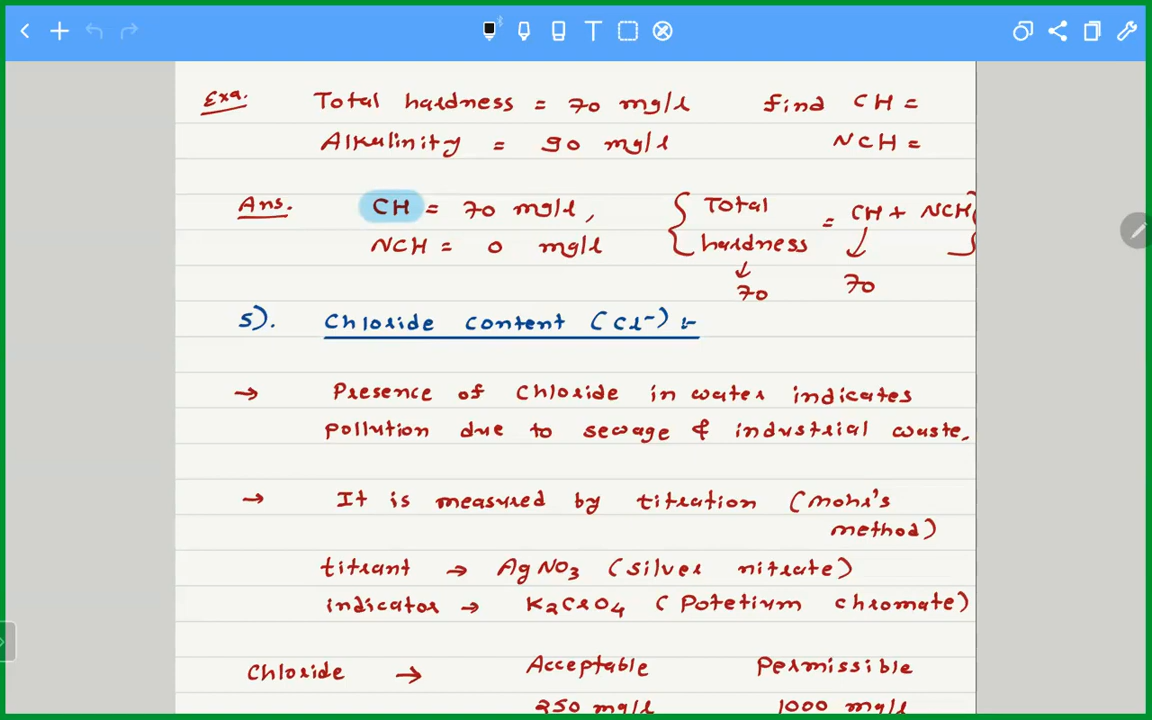 Exa. Total hardness = 70 mg/l find CH =
Alkalinity = 90 mg/l NCH =
Ans. CH = 70 mg/l, { Total
hardness = CH + NCH }
NCH = 0 mg/l
↓ 70 ↓ 70
5). Chloride content (Cl-) :-
→ Presence of Chloride in water indicates
pollution due to sewage & industrial waste.
→ It is measured by titration (mohr's
method)
titrant → AgNO3 (silver nitrate)
indicator → K2CrO4 (Potetium chromate)
Chloride → Acceptable Permissible
250 mg/l 1000 mg/l